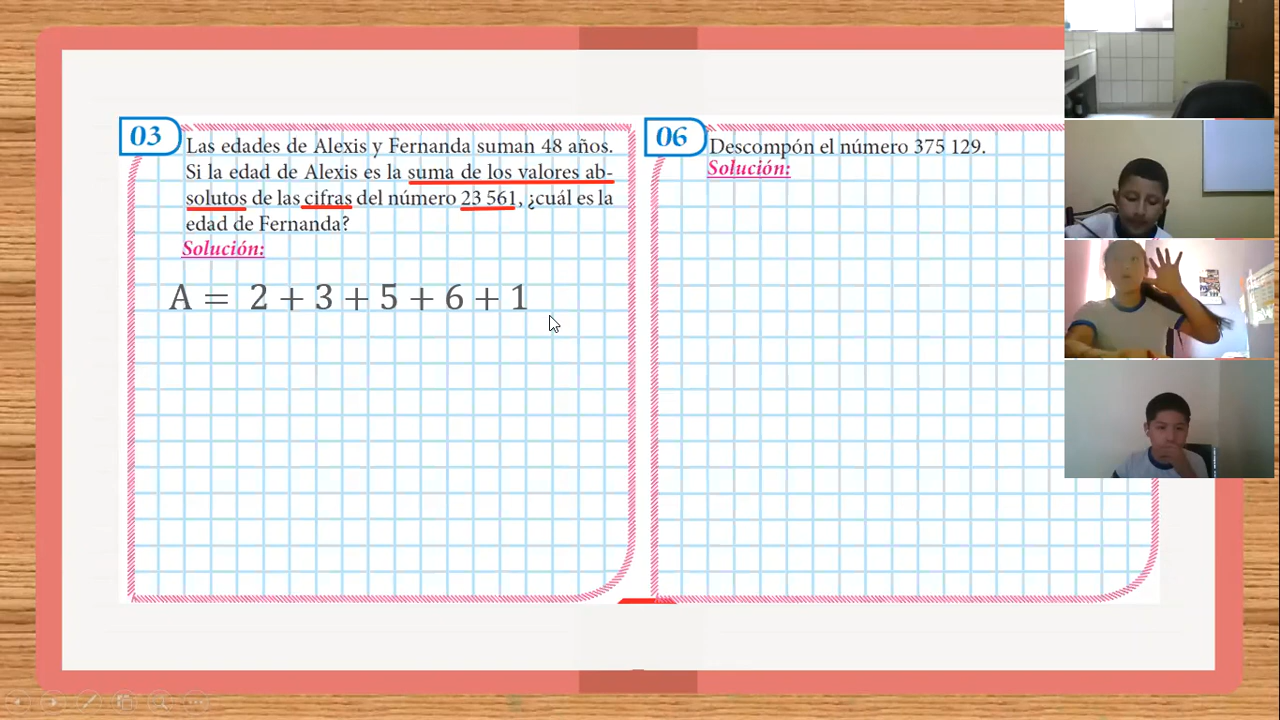 03
Las edades de Alexis y Fernanda suman 48 años.
Si la edad de Alexis es la suma de los valores ab-
solutos de las cifras del número 23 561, ¿cuál es la
edad de Fernanda?
Solución:
A = 2 + 3 + 5 + 6 + 1
06
Descompón el número 375 129.
Solución: